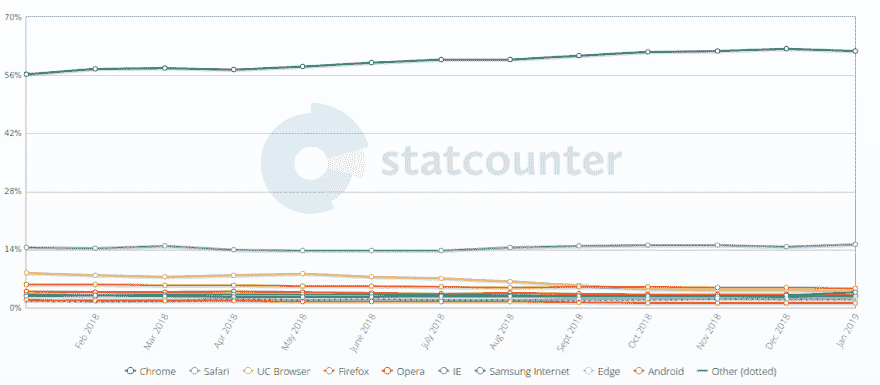 70%
56%
42%
28%
14%
0%
statcounter
Feb 2018
Mar 2018
Apr 2018
May 2018
June 2018
July 2018
Aug 2018
Sept 2018
Oct 2018
Nov 2018
Dec 2018
Jan 2019
Chrome Safari UC Browser Firefox Opera IE Samsung Internet Edge Android Other (dotted)